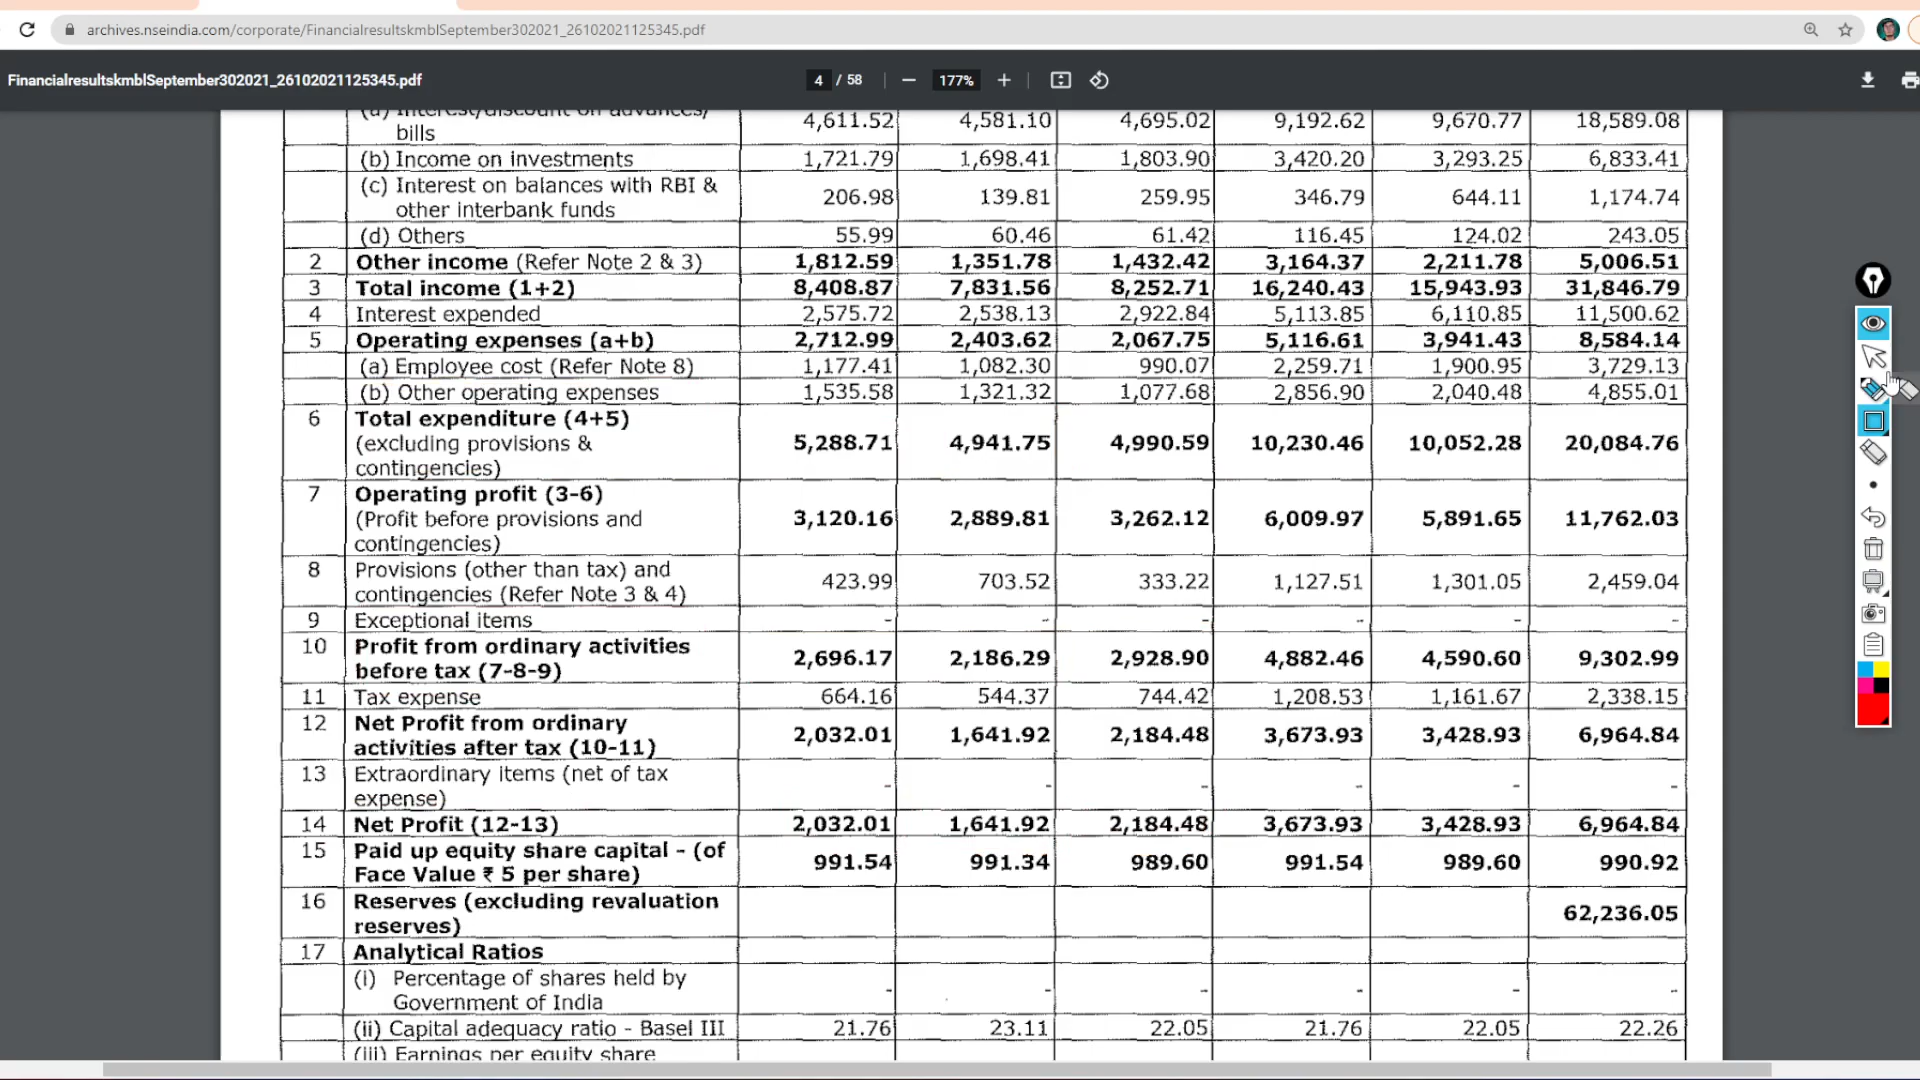 archives.nseindia.com/corporate/FinancialresultskmblSeptember302021_26102021125345.pdf
FinancialresultskmblSeptember302021_26102021125345.pdf
4 / 58
177%
(a) Interest/discount on advances/
bills 4,611.52 4,581.10 4,695.02 9,192.62 9,670.77 18,589.08
(b) Income on investments 1,721.79 1,698.41 1,803.90 3,420.20 3,293.25 6,833.41
(c) Interest on balances with RBI &
other interbank funds 206.98 139.81 259.95 346.79 644.11 1,174.74
(d) Others 55.99 60.46 61.42 116.45 124.02 243.05
2 Other income (Refer Note 2 & 3) 1,812.59 1,351.78 1,432.42 3,164.37 2,211.78 5,006.51
3 Total income (1+2) 8,408.87 7,831.56 8,252.71 16,240.43 15,943.93 31,846.79
4 Interest expended 2,575.72 2,538.13 2,922.84 5,113.85 6,110.85 11,500.62
5 Operating expenses (a+b) 2,712.99 2,403.62 2,067.75 5,116.61 3,941.43 8,584.14
(a) Employee cost (Refer Note 8) 1,177.41 1,082.30 990.07 2,259.71 1,900.95 3,729.13
(b) Other operating expenses 1,535.58 1,321.32 1,077.68 2,856.90 2,040.48 4,855.01
6 Total expenditure (4+5)
(excluding provisions & 5,288.71 4,941.75 4,990.59 10,230.46 10,052.28 20,084.76
contingencies)
7 Operating profit (3-6)
(Profit before provisions and 3,120.16 2,889.81 3,262.12 6,009.97 5,891.65 11,762.03
contingencies)
8 Provisions (other than tax) and
contingencies (Refer Note 3 & 4) 423.99 703.52 333.22 1,127.51 1,301.05 2,459.04
9 Exceptional items - - - - - -
10 Profit from ordinary activities
before tax (7-8-9) 2,696.17 2,186.29 2,928.90 4,882.46 4,590.60 9,302.99
11 Tax expense 664.16 544.37 744.42 1,208.53 1,161.67 2,338.15
12 Net Profit from ordinary
activities after tax (10-11) 2,032.01 1,641.92 2,184.48 3,673.93 3,428.93 6,964.84
13 Extraordinary items (net of tax
expense) - - - - - -
14 Net Profit (12-13) 2,032.01 1,641.92 2,184.48 3,673.93 3,428.93 6,964.84
15 Paid up equity share capital - (of
Face Value ₹ 5 per share) 991.54 991.34 989.60 991.54 989.60 990.92
16 Reserves (excluding revaluation
reserves) 62,236.05
17 Analytical Ratios
(i) Percentage of shares held by
Government of India - - - - - -
(ii) Capital adequacy ratio - Basel III 21.76 23.11 22.05 21.76 22.05 22.26
(iii) Earnings per equity share